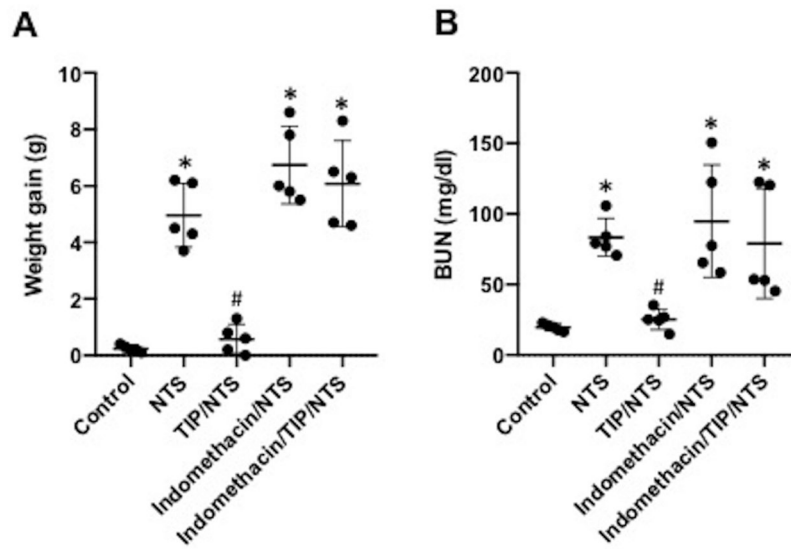 A
Weight gain (g)
10
8
6
4
2
0
*
*
*
#
Control
NTS
TIP/NTS
Indomethacin/NTS
Indomethacin/TIP/NTS
B
BUN (mg/dl)
200
150
100
50
0
*
*
*
#
Control
NTS
TIP/NTS
Indomethacin/NTS
Indomethacin/TIP/NTS